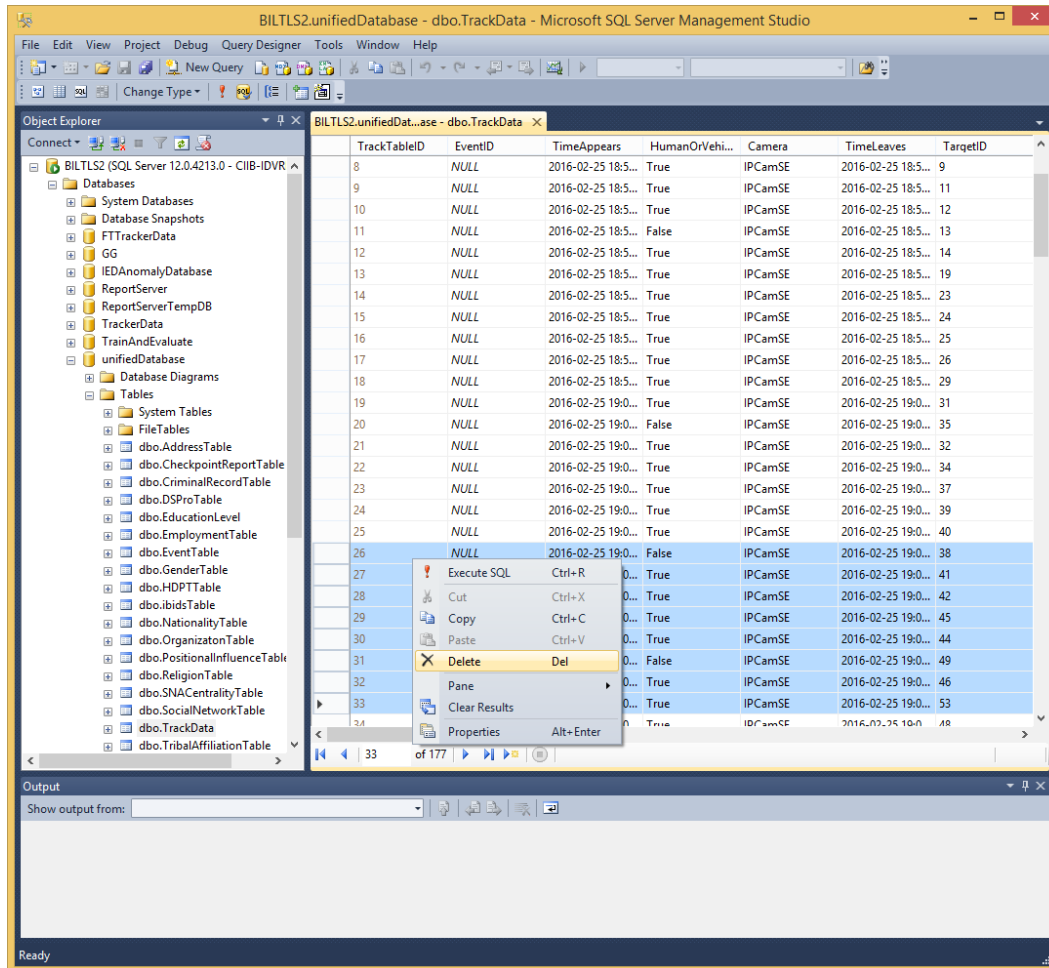 BILTLS2.unifiedDatabase - dbo.TrackData - Microsoft SQL Server Management Studio
File Edit View Project Debug Query Designer Tools Window Help
New Query
Change Type
Object Explorer
Connect
BILTLS2 (SQL Server 12.0.4213.0 - CIIB-IDVR
Databases
System Databases
Database Snapshots
FTTrackerData
GG
IEDAnomalyDatabase
ReportServer
ReportServerTempDB
TrackerData
TrainAndEvaluate
unifiedDatabase
Database Diagrams
Tables
System Tables
FileTables
dbo.AddressTable
dbo.CheckpointReportTable
dbo.CriminalRecordTable
dbo.DSProTable
dbo.EducationLevel
dbo.EmploymentTable
dbo.EventTable
dbo.GenderTable
dbo.HDPTTable
dbo.ibidsTable
dbo.NationalityTable
dbo.OrganizatonTable
dbo.PositionalInfluenceTable
dbo.ReligionTable
dbo.SNACentralityTable
dbo.SocialNetworkTable
dbo.TrackData
dbo.TribalAffiliationTable
BILTLS2.unifiedDat...ase - dbo.TrackData
TrackTableID EventID TimeAppears HumanOrVehi... Camera TimeLeaves TargetID
8 NULL 2016-02-25 18:5... True IPCamSE 2016-02-25 18:5... 9
9 NULL 2016-02-25 18:5... True IPCamSE 2016-02-25 18:5... 11
10 NULL 2016-02-25 18:5... True IPCamSE 2016-02-25 18:5... 12
11 NULL 2016-02-25 18:5... False IPCamSE 2016-02-25 18:5... 13
12 NULL 2016-02-25 18:5... True IPCamSE 2016-02-25 18:5... 14
13 NULL 2016-02-25 18:5... True IPCamSE 2016-02-25 18:5... 19
14 NULL 2016-02-25 18:5... True IPCamSE 2016-02-25 18:5... 23
15 NULL 2016-02-25 18:5... True IPCamSE 2016-02-25 18:5... 24
16 NULL 2016-02-25 18:5... True IPCamSE 2016-02-25 18:5... 25
17 NULL 2016-02-25 18:5... True IPCamSE 2016-02-25 18:5... 26
18 NULL 2016-02-25 18:5... True IPCamSE 2016-02-25 18:5... 29
19 NULL 2016-02-25 19:0... True IPCamSE 2016-02-25 19:0... 31
20 NULL 2016-02-25 19:0... False IPCamSE 2016-02-25 19:0... 35
21 NULL 2016-02-25 19:0... True IPCamSE 2016-02-25 19:0... 32
22 NULL 2016-02-25 19:0... True IPCamSE 2016-02-25 19:0... 34
23 NULL 2016-02-25 19:0... True IPCamSE 2016-02-25 19:0... 37
24 NULL 2016-02-25 19:0... True IPCamSE 2016-02-25 19:0... 39
25 NULL 2016-02-25 19:0... True IPCamSE 2016-02-25 19:0... 40
26 NULL 2016-02-25 19:0... False IPCamSE 2016-02-25 19:0... 38
27 0... True IPCamSE 2016-02-25 19:0... 41
28 0... True IPCamSE 2016-02-25 19:0... 42
29 0... True IPCamSE 2016-02-25 19:0... 45
30 0... True IPCamSE 2016-02-25 19:0... 44
31 0... False IPCamSE 2016-02-25 19:0... 49
32 0... True IPCamSE 2016-02-25 19:0... 46
33 0... True IPCamSE 2016-02-25 19:0... 53
34 True IPCamSE 2016-02-25 19:0 48
Execute SQL Ctrl+R
Cut Ctrl+X
Copy Ctrl+C
Paste Ctrl+V
Delete Del
Pane
Clear Results
Properties Alt+Enter
33 of 177
Output
Show output from:
Ready